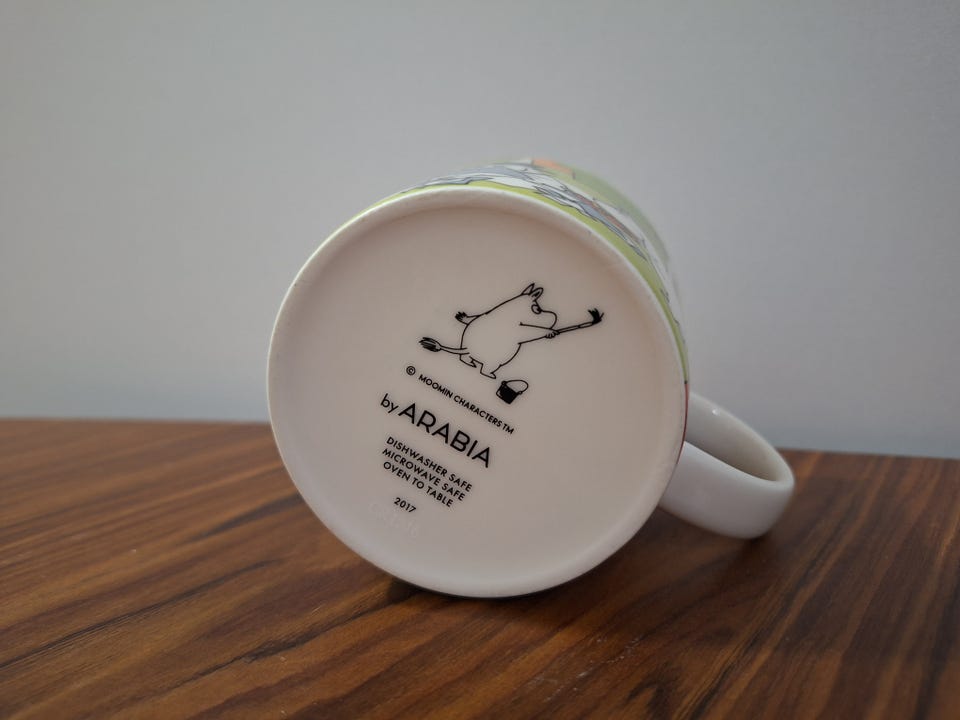 © MOOMIN CHARACTERS™
by ARABIA
DISHWASHER SAFE
MICROWAVE SAFE
OVEN TO TABLE
2017